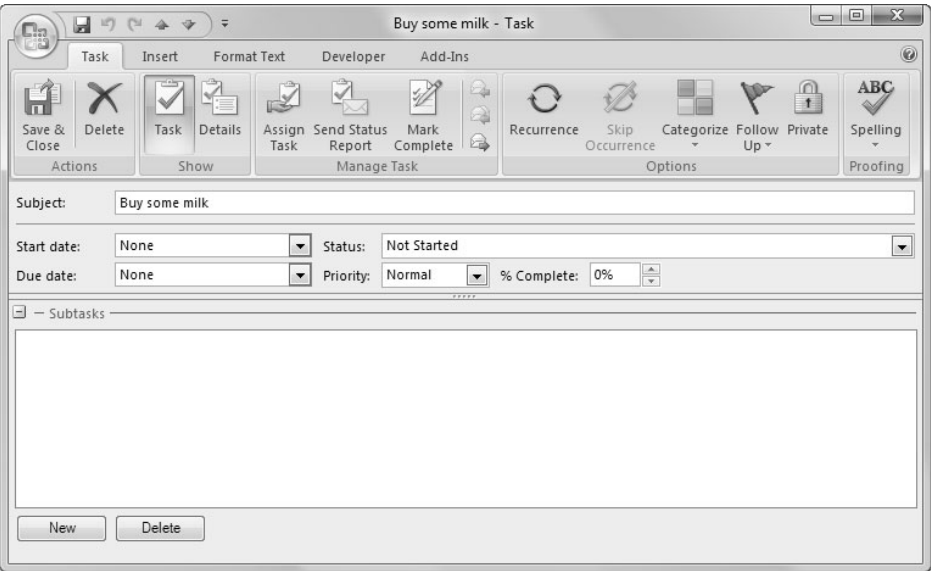 Buy some milk - Task
Task Insert Format Text Developer Add-Ins
Save & Close Delete Task Details Assign Task Send Status Report Mark Complete Recurrence Skip Occurrence Categorize Follow Up Private ABC Spelling
Actions Show Manage Task Options Proofing
Subject: Buy some milk
Start date: None Status: Not Started
Due date: None Priority: Normal % Complete: 0%
Subtasks
New Delete